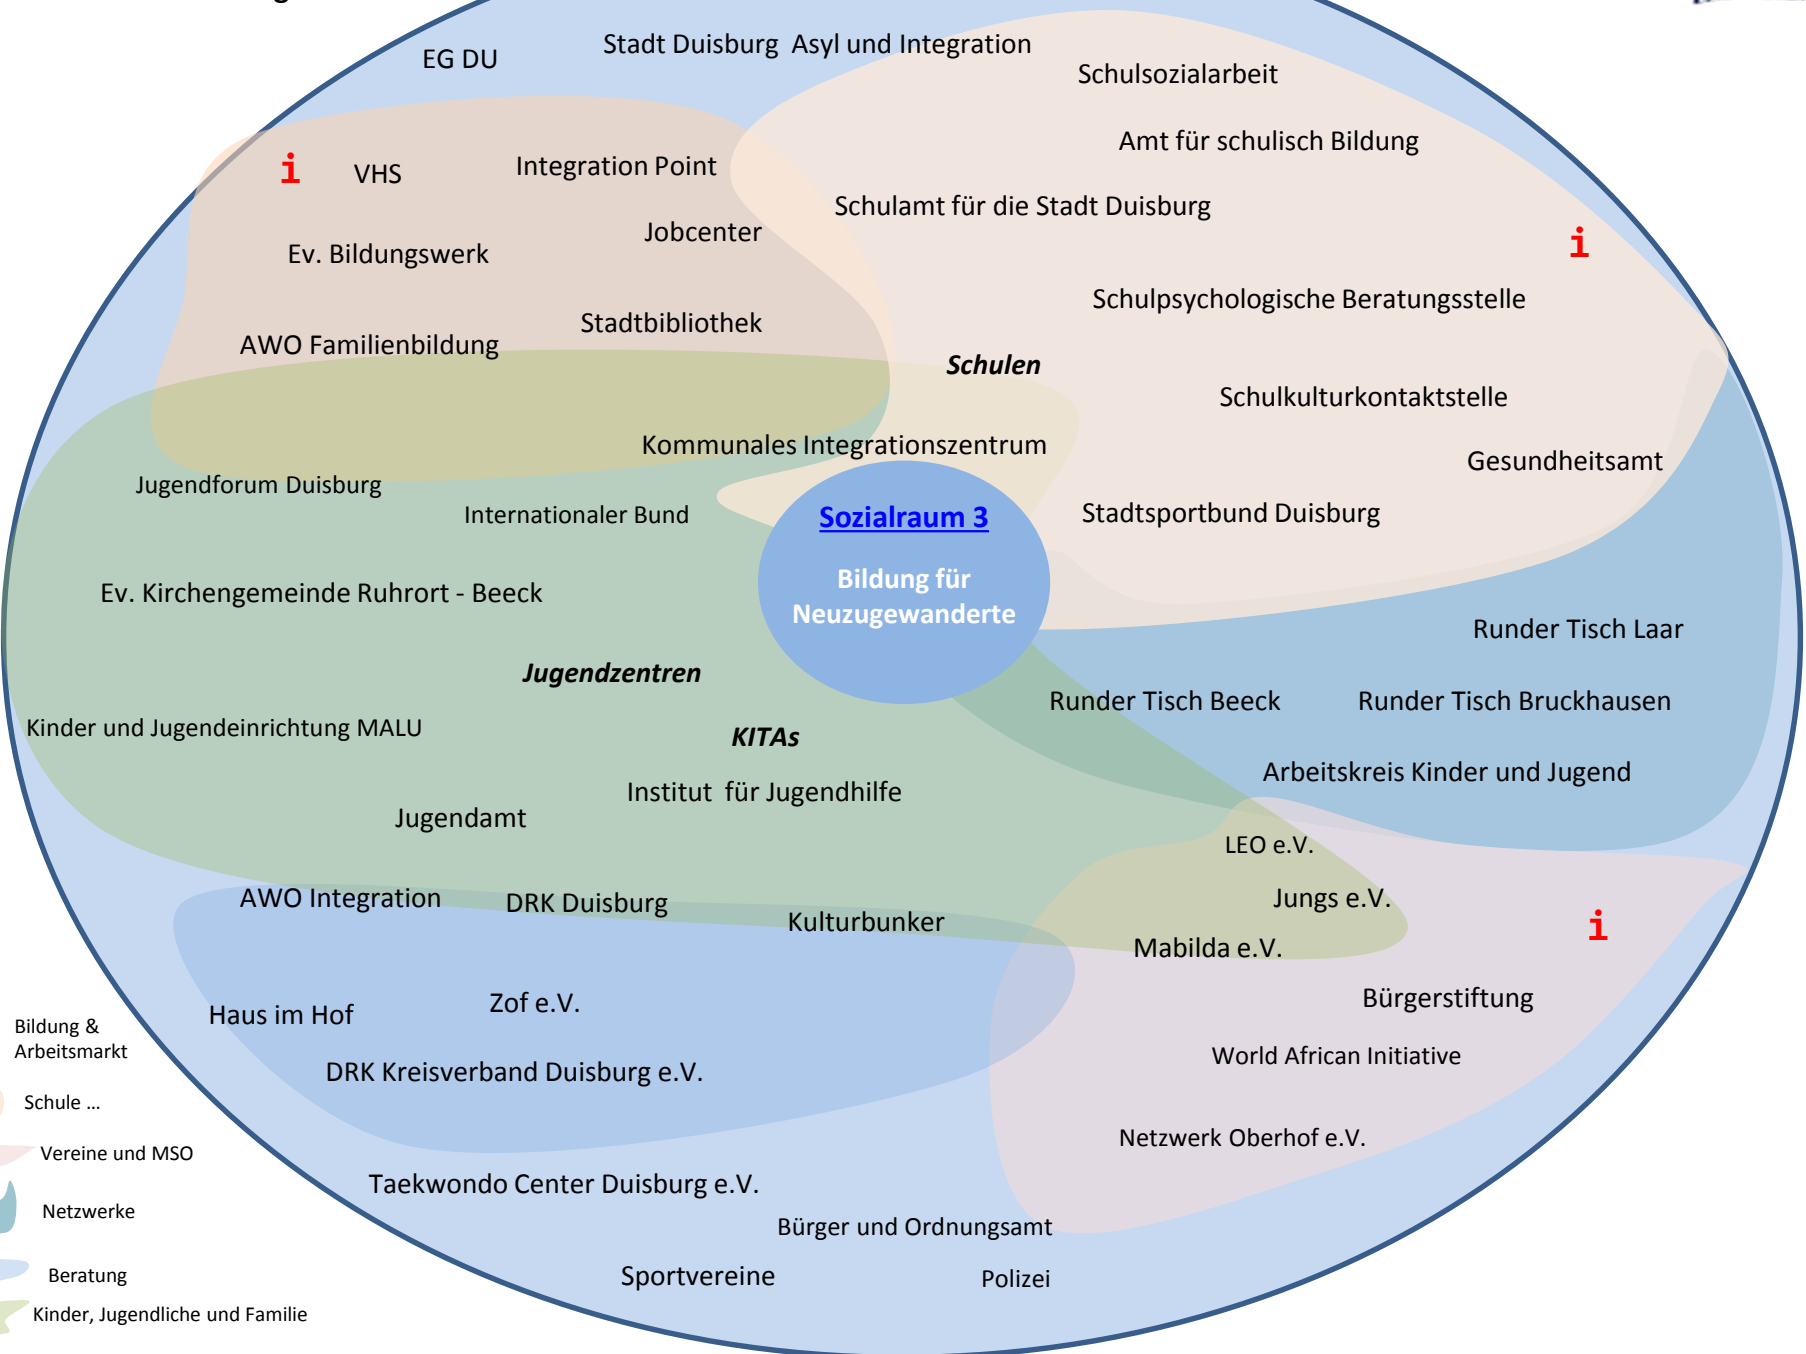 EG DU
Stadt Duisburg  Asyl und Integration
Schulsozialarbeit
Amt für schulisch Bildung
i
VHS
Integration Point
Schulamt für die Stadt Duisburg
Jobcenter
i
Ev. Bildungswerk
Schulpsychologische Beratungsstelle
Stadtbibliothek
AWO Familienbildung
Schulen
Schulkulturkontaktstelle
Kommunales Integrationszentrum
Gesundheitsamt
Jugendforum Duisburg
Internationaler Bund
Sozialraum 3
Stadtsportbund Duisburg
Bildung für
Neuzugewanderte
Ev. Kirchengemeinde Ruhrort - Beeck
Runder Tisch Laar
Jugendzentren
Runder Tisch Beeck
Runder Tisch Bruckhausen
Kinder und Jugendeinrichtung MALU
KITAs
Arbeitskreis Kinder und Jugend
Institut  für Jugendhilfe
Jugendamt
LEO e.V.
AWO Integration
DRK Duisburg
Jungs e.V.
Kulturbunker
i
Mabilda e.V.
Zof e.V.
Bürgerstiftung
Haus im Hof
World African Initiative
DRK Kreisverband Duisburg e.V.
Netzwerk Oberhof e.V.
Taekwondo Center Duisburg e.V.
Bürger und Ordnungsamt
Sportvereine
Polizei
Bildung &
Arbeitsmarkt
Schule ...
Vereine und MSO
Netzwerke
Beratung
Kinder, Jugendliche und Familie